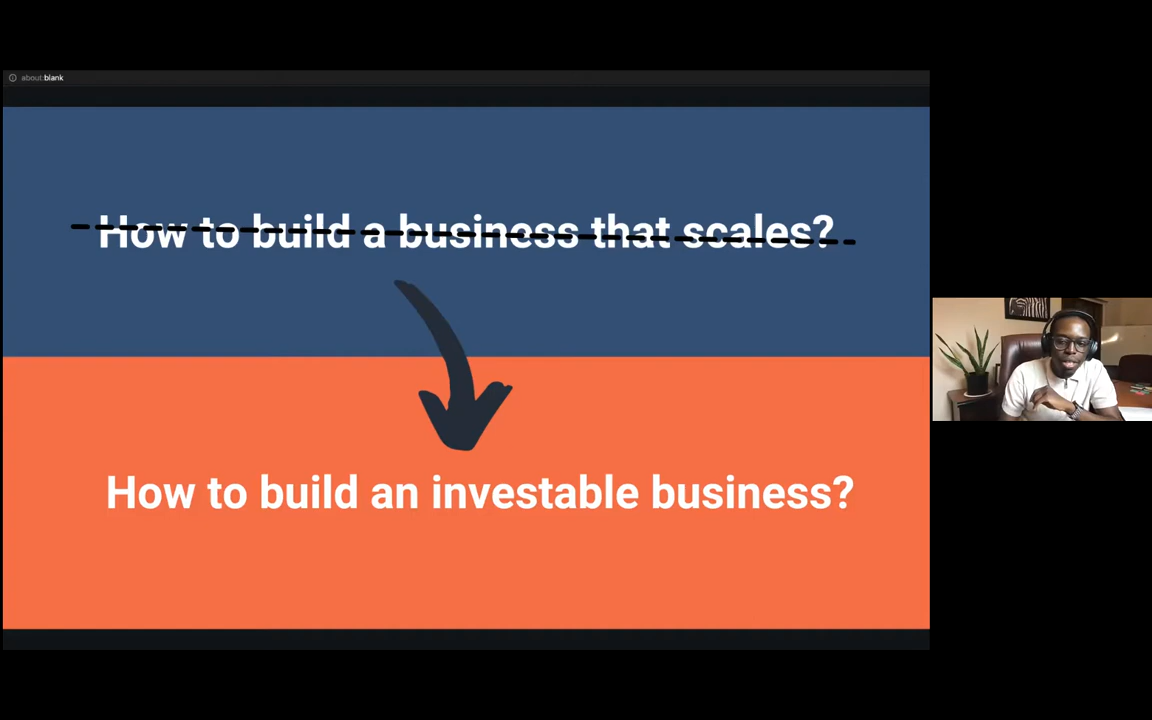 about:blank
How to build a business that scales?
How to build an investable business?